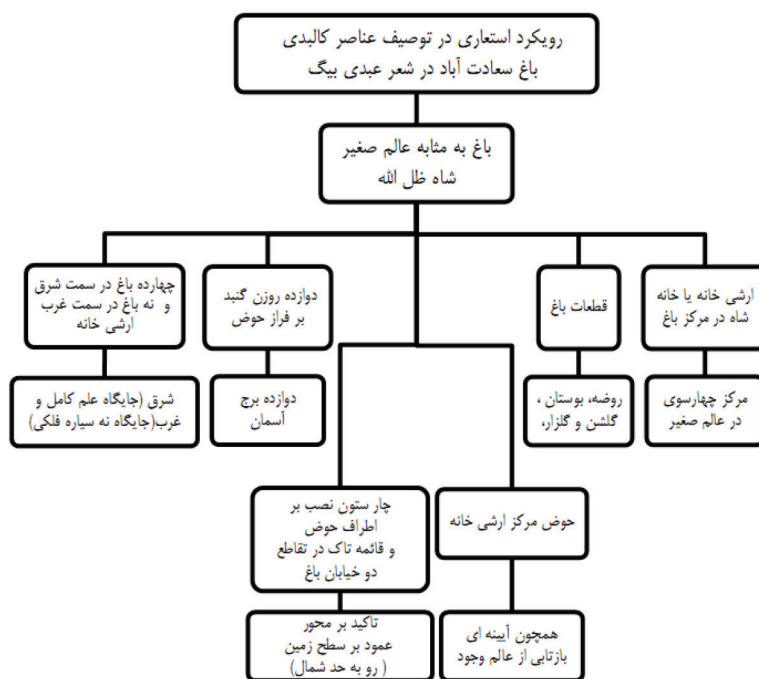 رویکرد استعاری در توصیف عناصر کالبدی
باغ سعادت آباد در شعر عبدی بیگ
باغ به مثابه عالم صغیر
شاه ظل الله
ارشی خانه یا خانه
شاه در مرکز باغ
قطعات باغ
دوازده روزن گنبد
بر فراز حوض
چهارده باغ در سمت شرق
و نه باغ در سمت غرب
ارشی خانه
مرکز چهارسوی
در عالم صغیر
روضه، بوستان ،
گلشن و گلزار،
دوازده برج
آسمان
شرق (جایگاه علم کامل و
غرب(جایگاه نه سیاره فلکی)
حوض مرکز ارشی خانه
چار ستون نصب بر
اطراف حوض
و قائمه تاک در تقاطع
دو خیابان باغ
همچون آیینه ای
بازتابی از عالم وجود
تاکید بر محور
عمود بر سطح زمین
( رو به حد شمال)